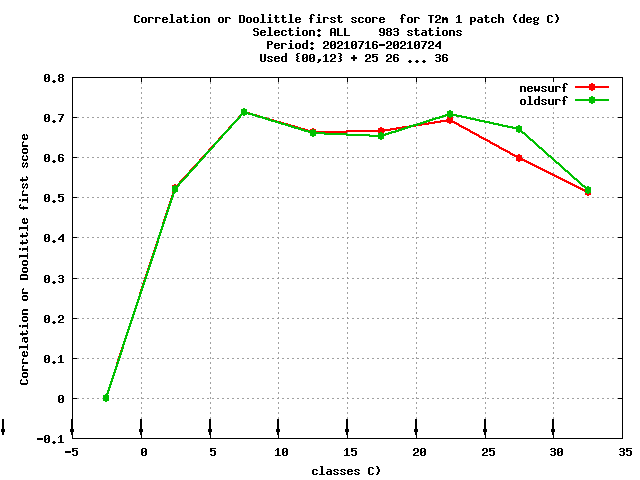 Correlation or Doolittle first score  for T2m 1 patch (deg C)
Selection: ALL    983 stations
Period: 20210716-20210724
Used {00,12} + 25 26 ... 36
newsurf
oldsurf
Correlation or Doolittle first score
0.8
0.7
0.6
0.5
0.4
0.3
0.2
0.1
0
-0.1
-5 0 5 10 15 20 25 30 35
classes C)